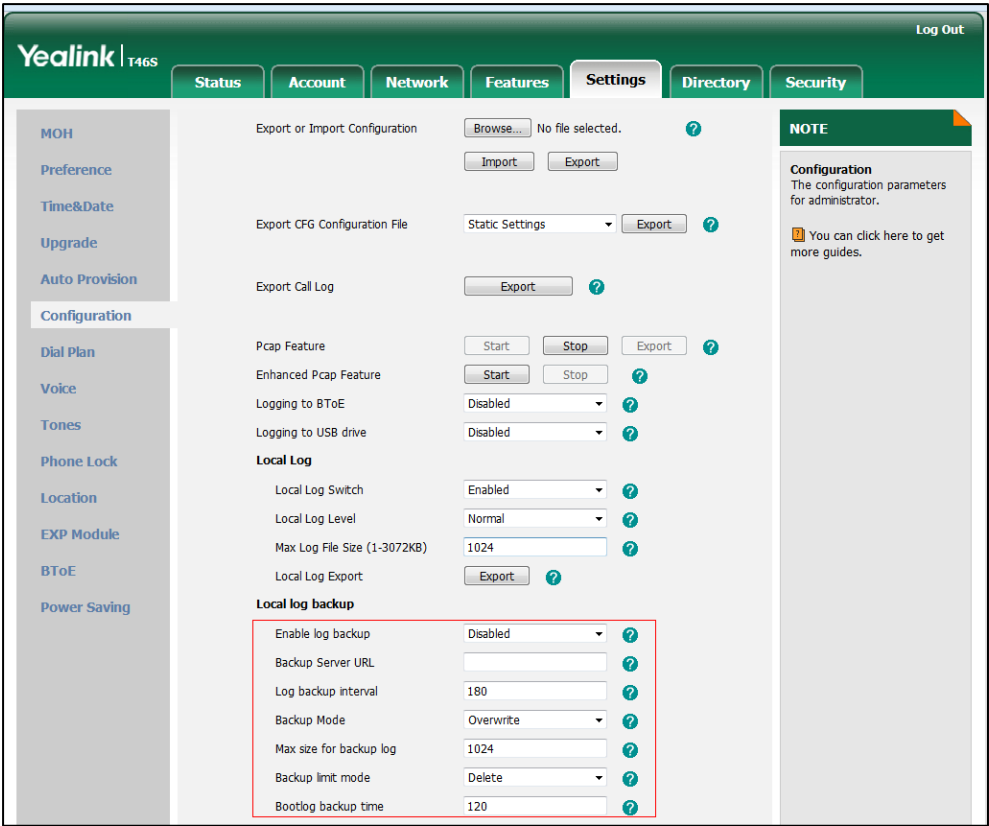 Log Out
Yealink T46S
Status Account Network Features Settings Directory Security
MOH
Preference
Time&Date
Upgrade
Auto Provision
Configuration
Dial Plan
Voice
Tones
Phone Lock
Location
EXP Module
BToE
Power Saving
Export or Import Configuration Browse... No file selected. ?
Import Export
Export CFG Configuration File Static Settings Export ?
Export Call Log Export ?
Pcap Feature Start Stop Export ?
Enhanced Pcap Feature Start Stop ?
Logging to BToE Disabled ?
Logging to USB drive Disabled ?
Local Log
Local Log Switch Enabled ?
Local Log Level Normal ?
Max Log File Size (1-3072KB) 1024 ?
Local Log Export Export ?
Local log backup
Enable log backup Disabled ?
Backup Server URL ?
Log backup interval 180 ?
Backup Mode Overwrite ?
Max size for backup log 1024 ?
Backup limit mode Delete ?
Bootlog backup time 120 ?
NOTE
Configuration
The configuration parameters
for administrator.
? You can click here to get
more guides.